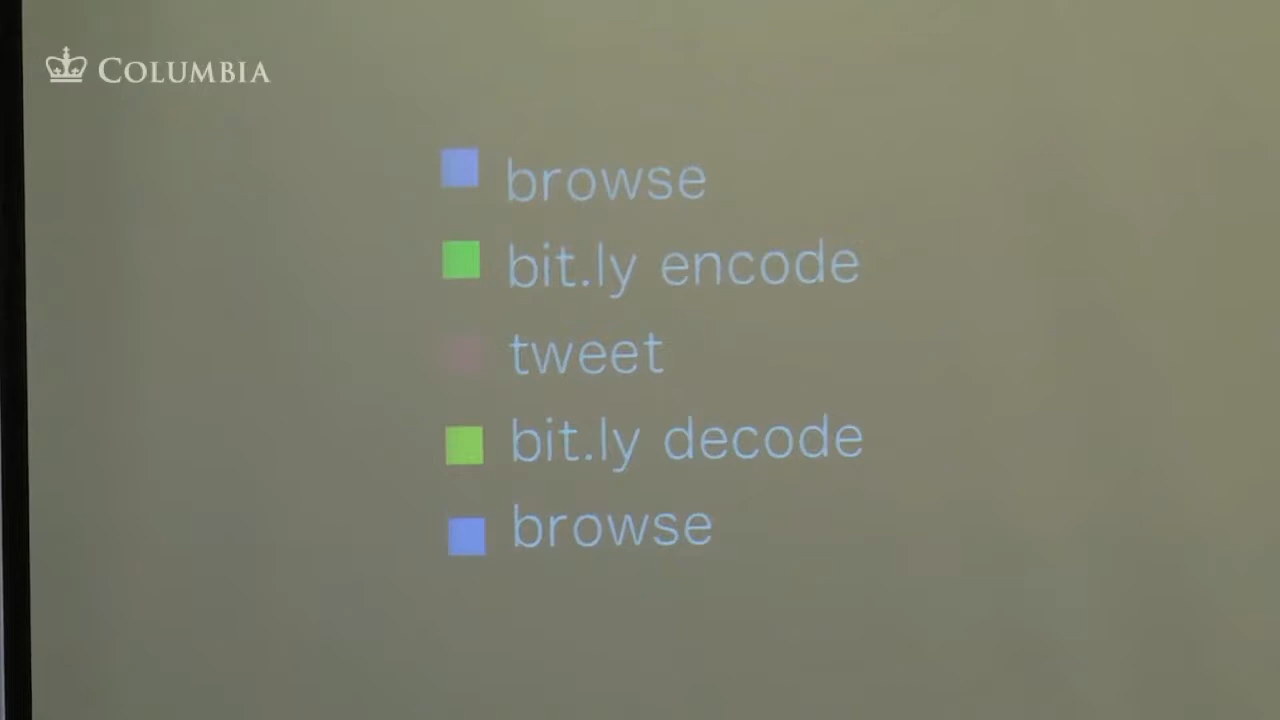 COLUMBIA
browse
bit.ly encode
tweet
bit.ly decode
browse